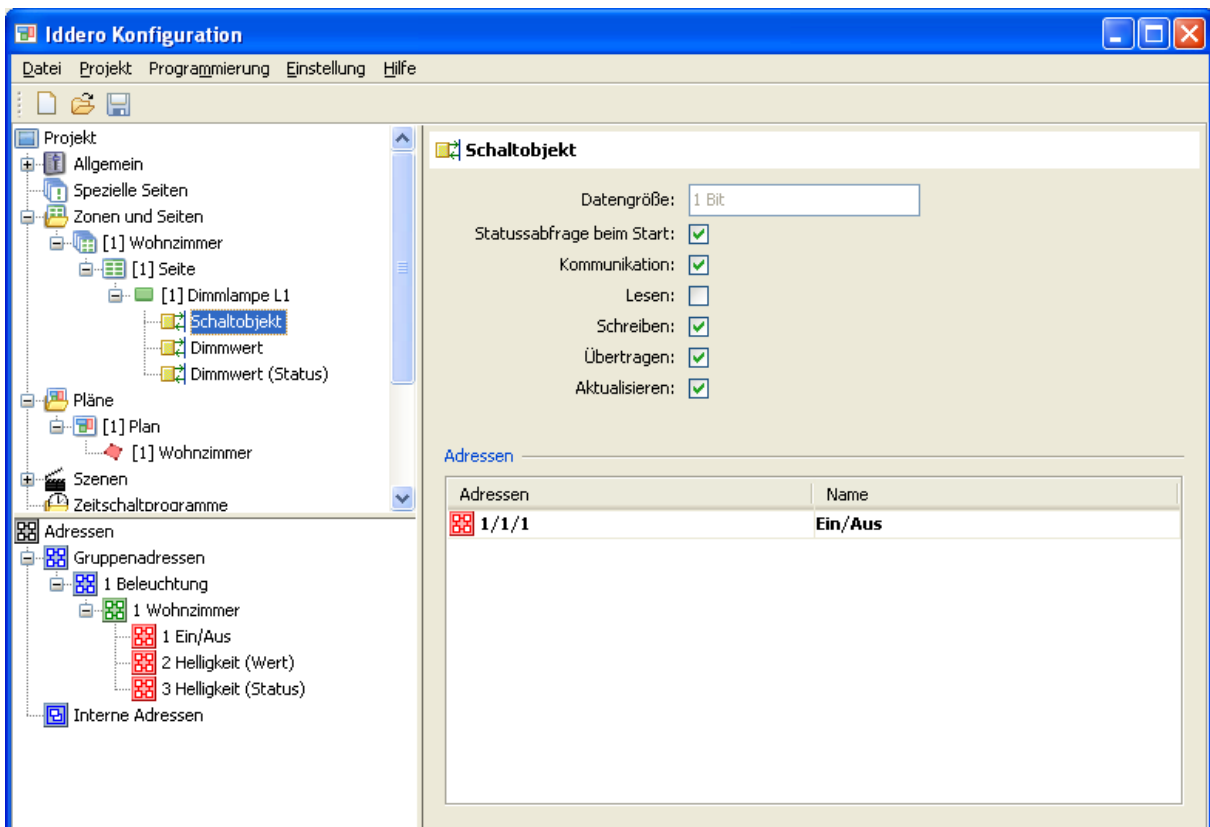 Iddero Konfiguration
Datei Projekt Programmierung Einstellung Hilfe
Projekt
Allgemein
Spezielle Seiten
Zonen und Seiten
[1] Wohnzimmer
[1] Seite
[1] Dimmlampe L1
Schaltobjekt
Dimmwert
Dimmwert (Status)
Pläne
[1] Plan
[1] Wohnzimmer
Szenen
Zeitschaltprogramme
Adressen
Gruppenadressen
1 Beleuchtung
1 Wohnzimmer
1 Ein/Aus
2 Helligkeit (Wert)
3 Helligkeit (Status)
Interne Adressen
Schaltobjekt
Datengröße: 1 Bit
Statussabfrage beim Start:
Kommunikation:
Lesen:
Schreiben:
Übertragen:
Aktualisieren:
Adressen
Adressen Name
1/1/1 Ein/Aus